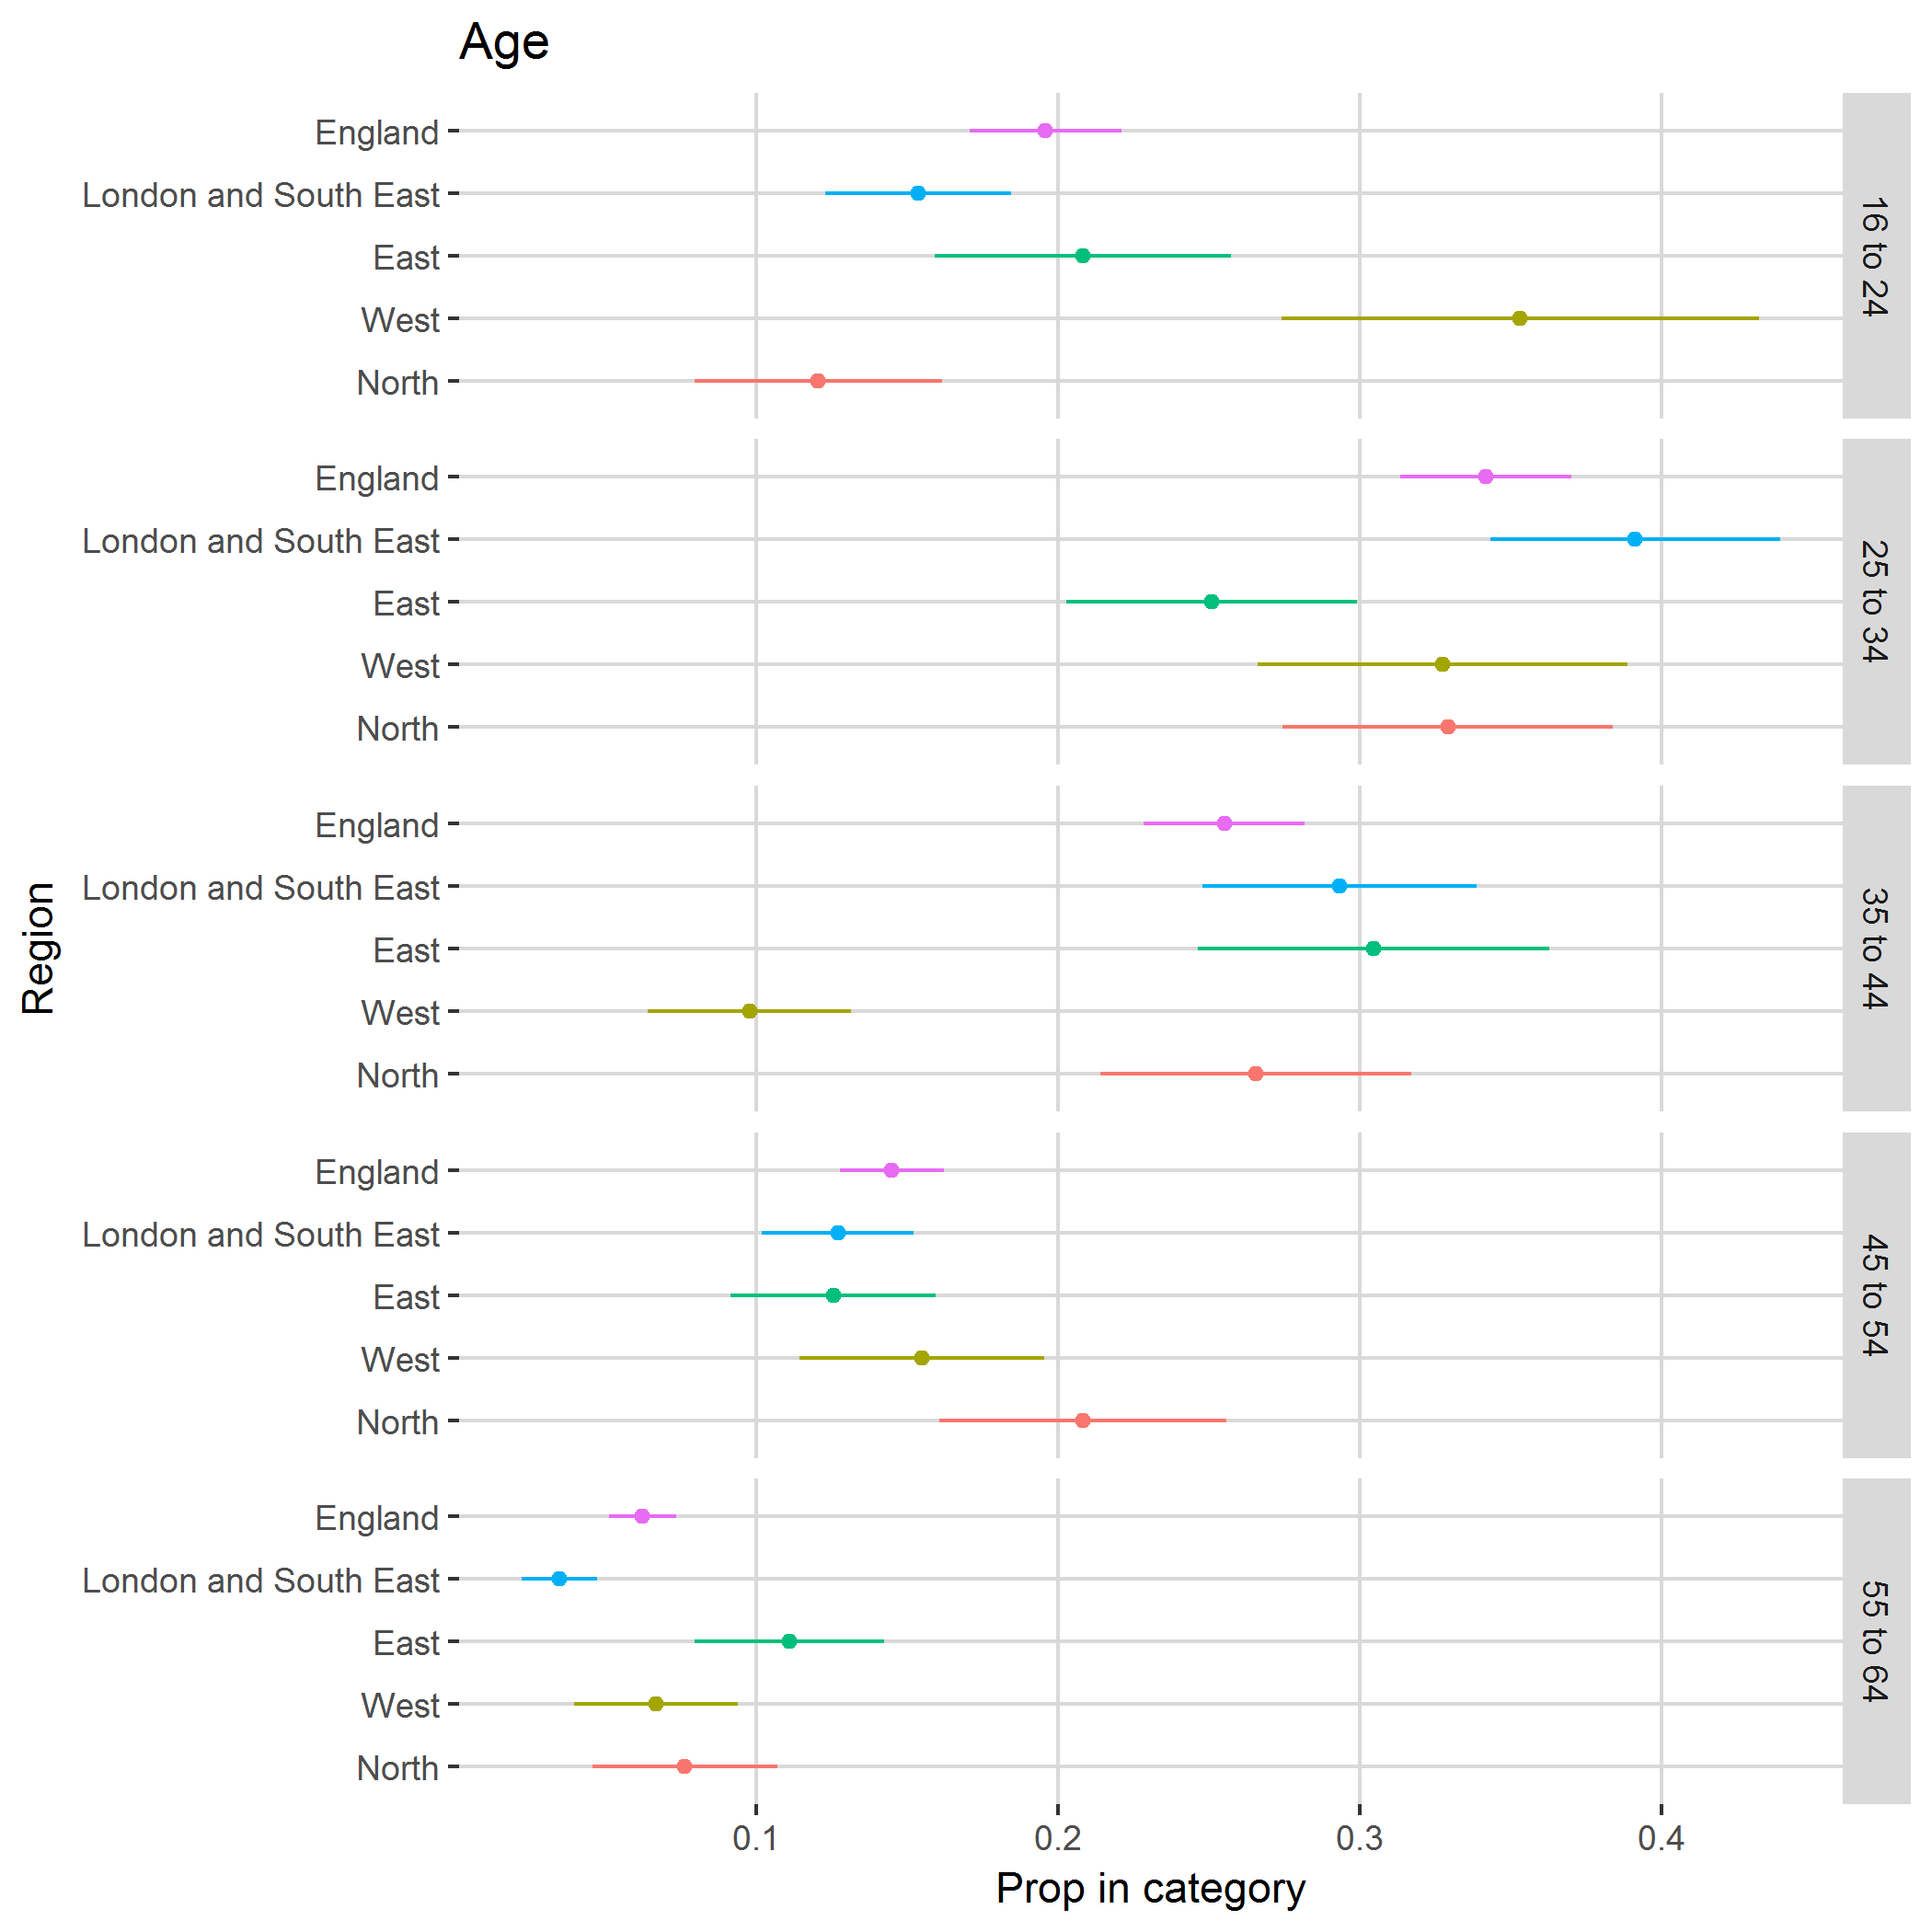 Age
England
London and South East
East
West
North
16 to 24
England
London and South East
East
West
North
25 to 34
England
London and South East
East
West
North
35 to 44
England
London and South East
East
West
North
45 to 54
England
London and South East
East
West
North
55 to 64
Region
0.1 0.2 0.3 0.4
Prop in category